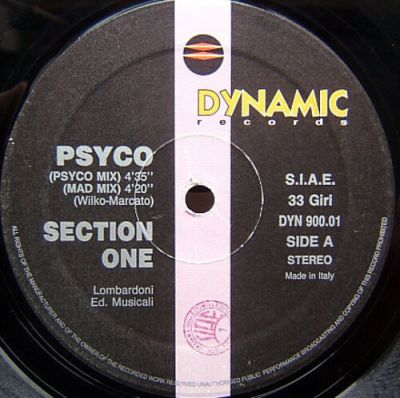 DYNAMIC
records
PSYCO
(PSYCO MIX) 4'35"
(MAD MIX) 4'20"
(Wilko-Marcato)
SECTION
ONE
Lombardoni
Ed. Musicali
S.I.A.E.
33 Giri
DYN 900.01
SIDE A
STEREO
Made in Italy
ALL RIGHTS OF THE MANUFACTURER AND OF THE OWNER OF THE RECORDED WORK RESERVED UNAUTHORISED PUBLIC PERFORMANCE BROADCASTING AND COPYING OF THIS RECORD PROHIBITED